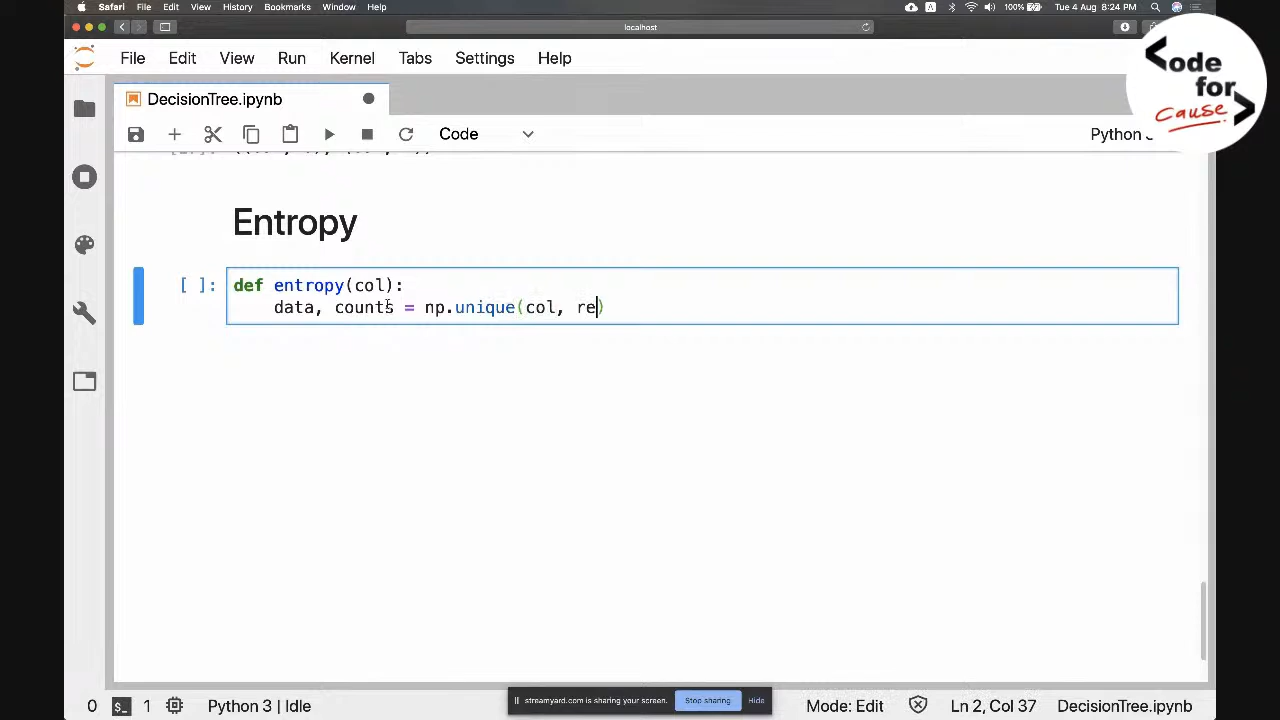 Safari File Edit View History Bookmarks Window Help 100% Tue 4 Aug 8:24 PM
localhost
<ode for cause>
File Edit View Run Kernel Tabs Settings Help
DecisionTree.ipynb
Code Python
Entropy
[ ]: def entropy(col):
data, counts = np.unique(col, re)
streamyard.com is sharing your screen. Stop sharing Hide
0 $_ 1 Python 3 | Idle Mode: Edit Ln 2, Col 37 DecisionTree.ipynb